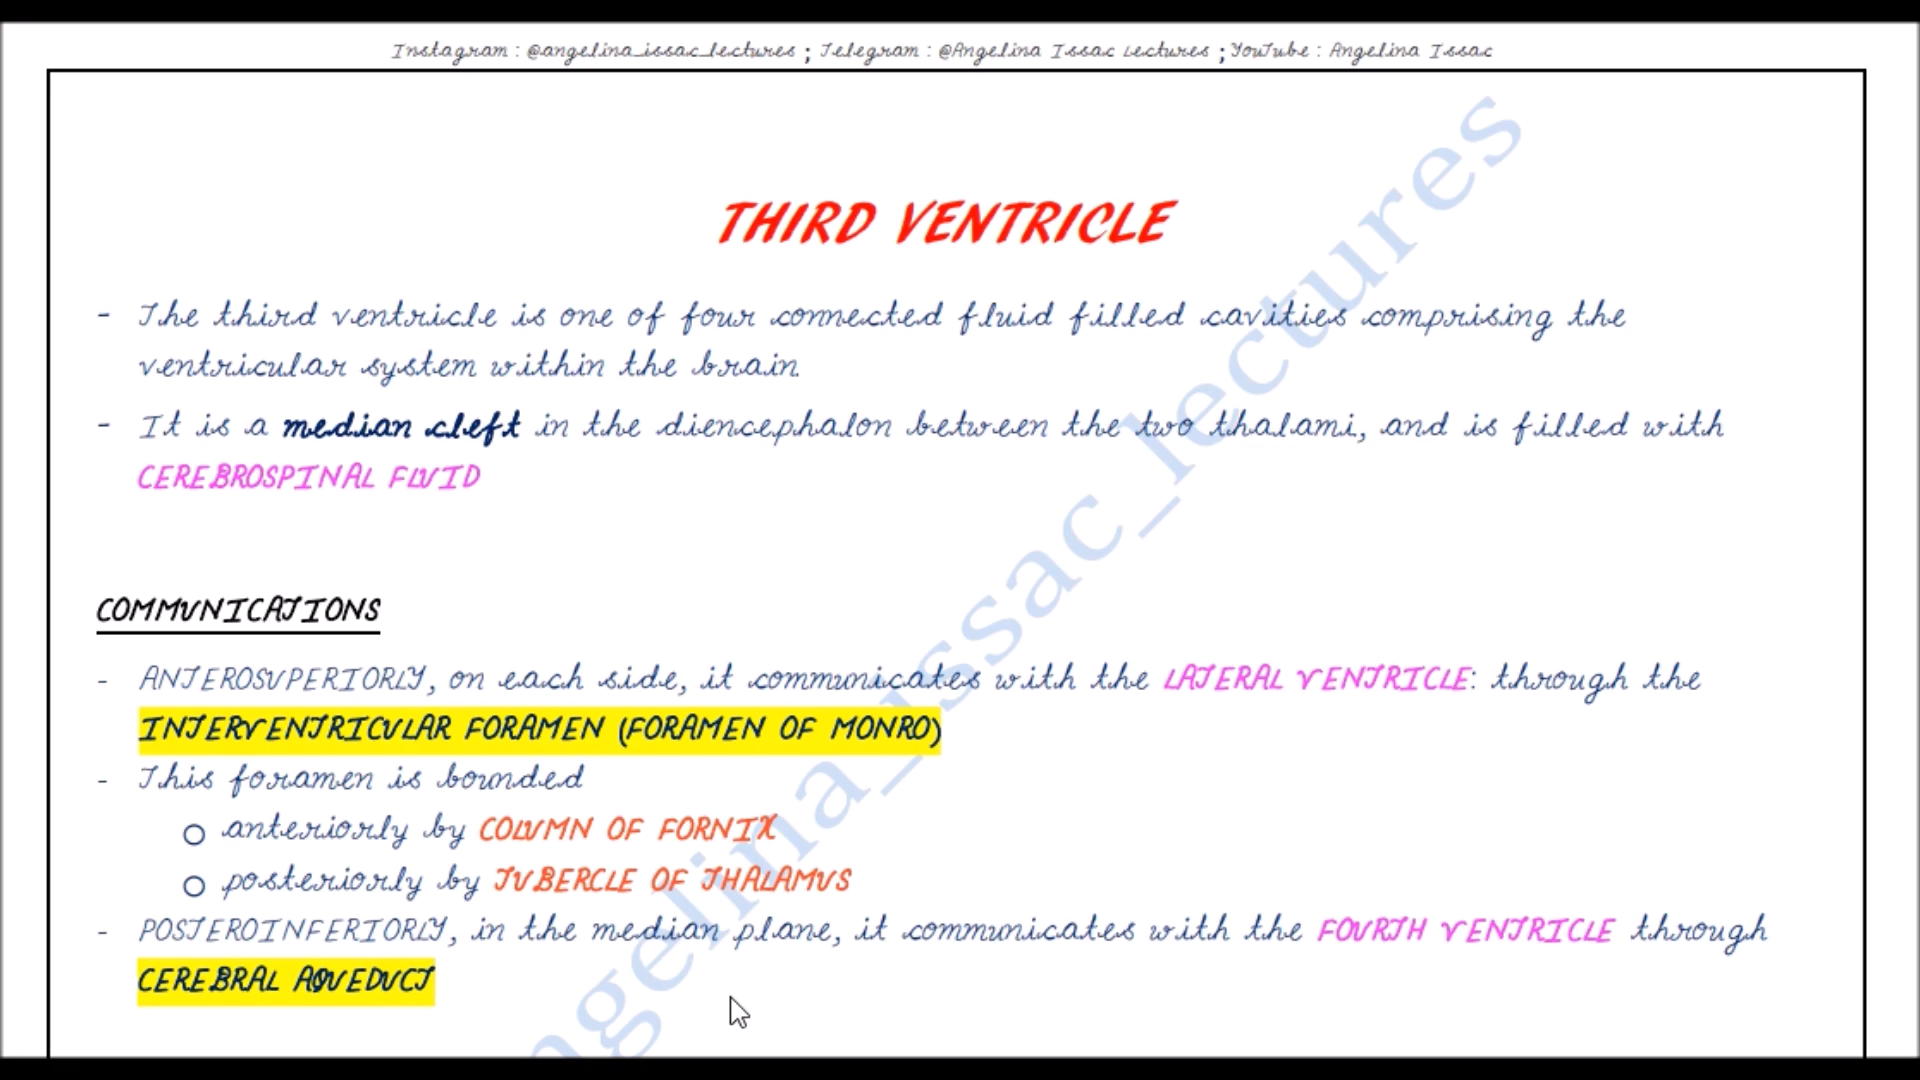 Instagram : @angelina_issac_lectures ; Telegram : @Angelina Issac Lectures ; YouTube : Angelina Issac
THIRD VENTRICLE
- The third ventricle is one of four connected fluid filled cavities comprising the
ventricular system within the brain.
- It is a median cleft in the diencephalon between the two thalami, and is filled with
CEREBROSPINAL FLUID
COMMUNICATIONS
- ANTEROSUPERIORLY, on each side, it communicates with the LATERAL VENTRICLE: through the
INTERVENTRICULAR FORAMEN (FORAMEN OF MONRO)
- This foramen is bounded
o anteriorly by COLUMN OF FORNIX
o posteriorly by TUBERCLE OF THALAMUS
- POSTEROINFERIORLY, in the median plane, it communicates with the FOURTH VENTRICLE through
CEREBRAL AQUEDUCT
angelina_issac_lectures